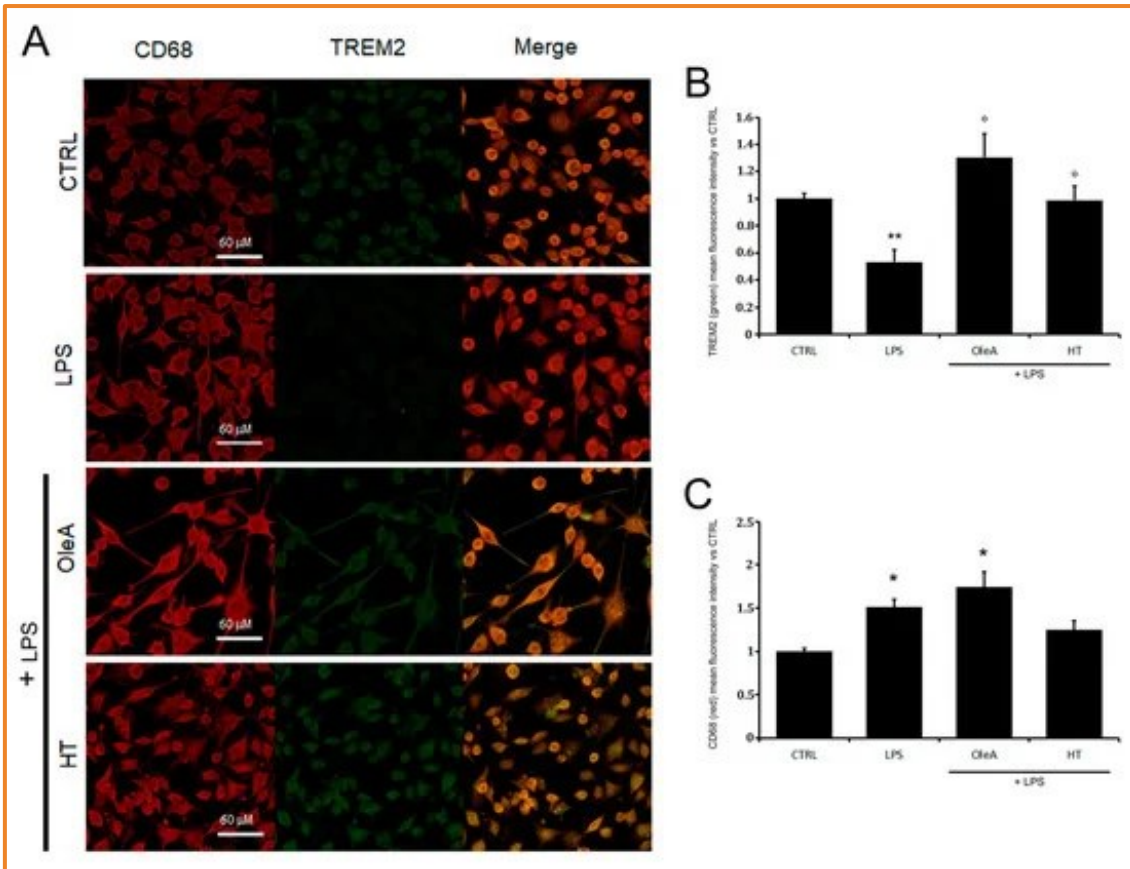 A
CD68 TREM2 Merge
CTRL
60 µM
LPS
60 µM
+ LPS
OleA
60 µM
HT
60 µM
B
TREM2 (green) mean fluorescence intensity vs CTRL
1.6
1.4
1.2
1
0.8
0.6
0.4
0.2
0
**
°
°
CTRL LPS OleA HT
+ LPS
C
CD68 (red) mean fluorescence intensity vs CTRL
2.5
2
1.5
1
0.5
0
*
*
CTRL LPS OleA HT
+ LPS